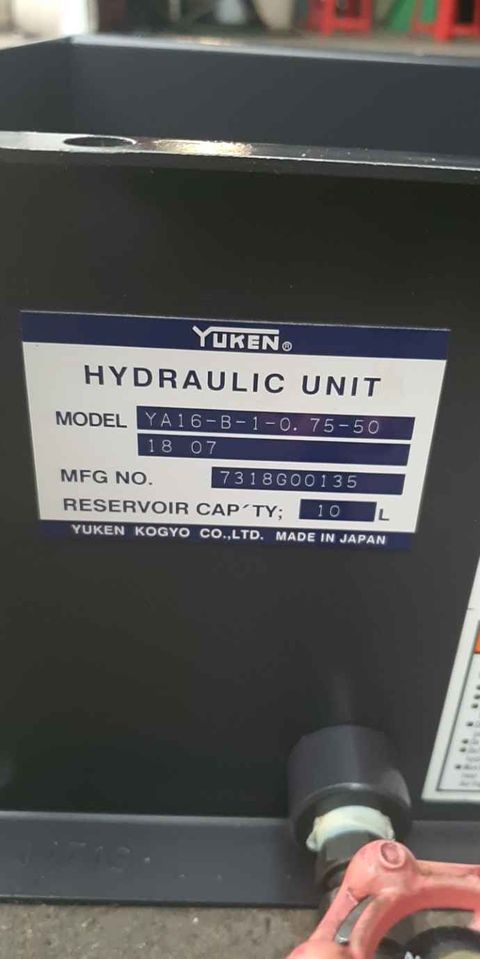 YUKEN®
HYDRAULIC UNIT
MODEL YA16-B-1-0.75-50
18 07
MFG NO. 7318G00135
RESERVOIR CAP'TY; 10 L
YUKEN KOGYO CO.,LTD. MADE IN JAPAN